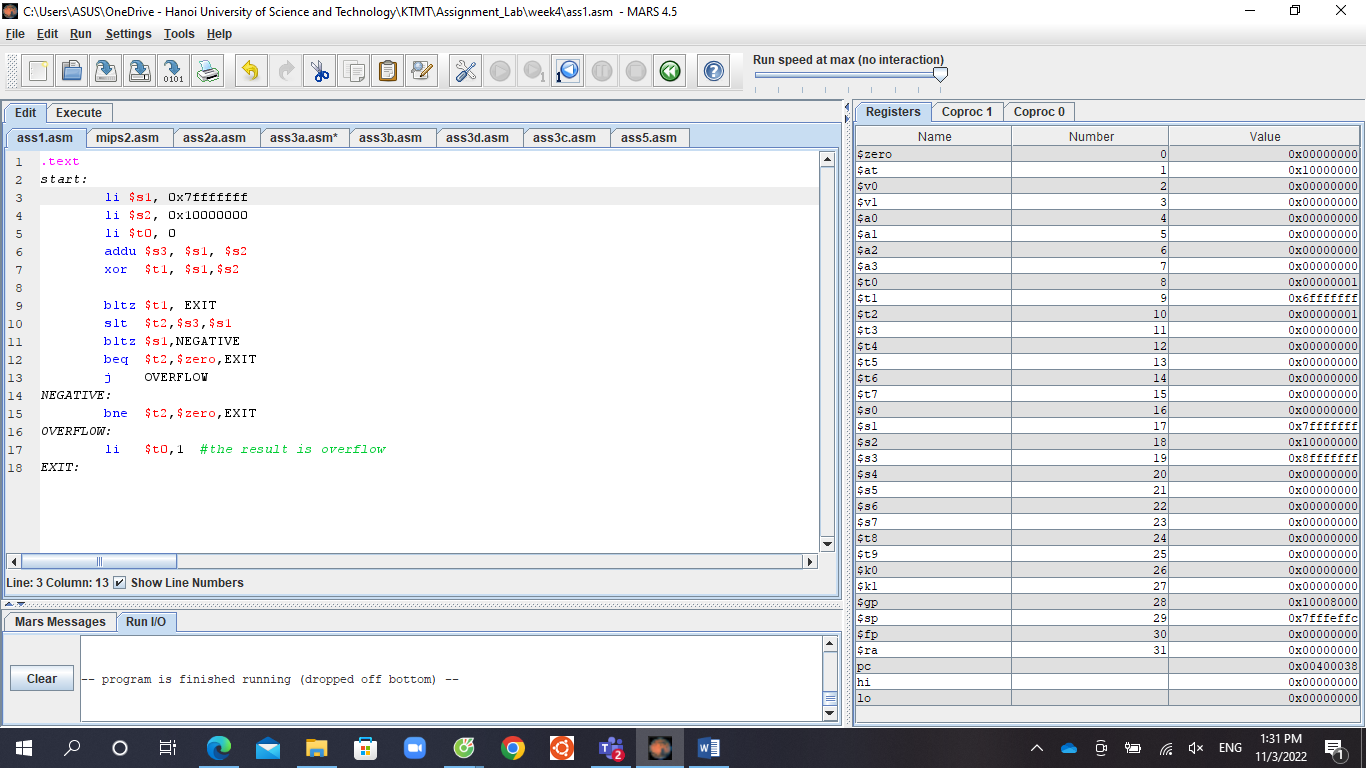 C:\Users\ASUS\OneDrive - Hanoi University of Science and Technology\KTMT\Assignment_Lab\week4\ass1.asm - MARS 4.5
File Edit Run Settings Tools Help
Run speed at max (no interaction)
Edit Execute
ass1.asm mips2.asm ass2a.asm ass3a.asm* ass3b.asm ass3d.asm ass3c.asm ass5.asm
1 .text
2 start:
3 li $s1, 0x7fffffff
4 li $s2, 0x10000000
5 li $t0, 0
6 addu $s3, $s1, $s2
7 xor $t1, $s1,$s2
8
9 bltz $t1, EXIT
10 slt $t2,$s3,$s1
11 bltz $s1,NEGATIVE
12 beq $t2,$zero,EXIT
13 j OVERFLOW
14 NEGATIVE:
15 bne $t2,$zero,EXIT
16 OVERFLOW:
17 li $t0,1 #the result is overflow
18 EXIT:
Line: 3 Column: 13 Show Line Numbers
Mars Messages Run I/O
Clear
-- program is finished running (dropped off bottom) --
Registers Coproc 1 Coproc 0
Name Number Value
$zero 0 0x00000000
$at 1 0x10000000
$v0 2 0x00000000
$v1 3 0x00000000
$a0 4 0x00000000
$a1 5 0x00000000
$a2 6 0x00000000
$a3 7 0x00000000
$t0 8 0x00000001
$t1 9 0x6fffffff
$t2 10 0x00000001
$t3 11 0x00000000
$t4 12 0x00000000
$t5 13 0x00000000
$t6 14 0x00000000
$t7 15 0x00000000
$s0 16 0x00000000
$s1 17 0x7fffffff
$s2 18 0x10000000
$s3 19 0x8fffffff
$s4 20 0x00000000
$s5 21 0x00000000
$s6 22 0x00000000
$s7 23 0x00000000
$t8 24 0x00000000
$t9 25 0x00000000
$k0 26 0x00000000
$k1 27 0x00000000
$gp 28 0x10008000
$sp 29 0x7fffeffc
$fp 30 0x00000000
$ra 31 0x00000000
pc 0x00400038
hi 0x00000000
lo 0x00000000
ENG
1:31 PM
11/3/2022